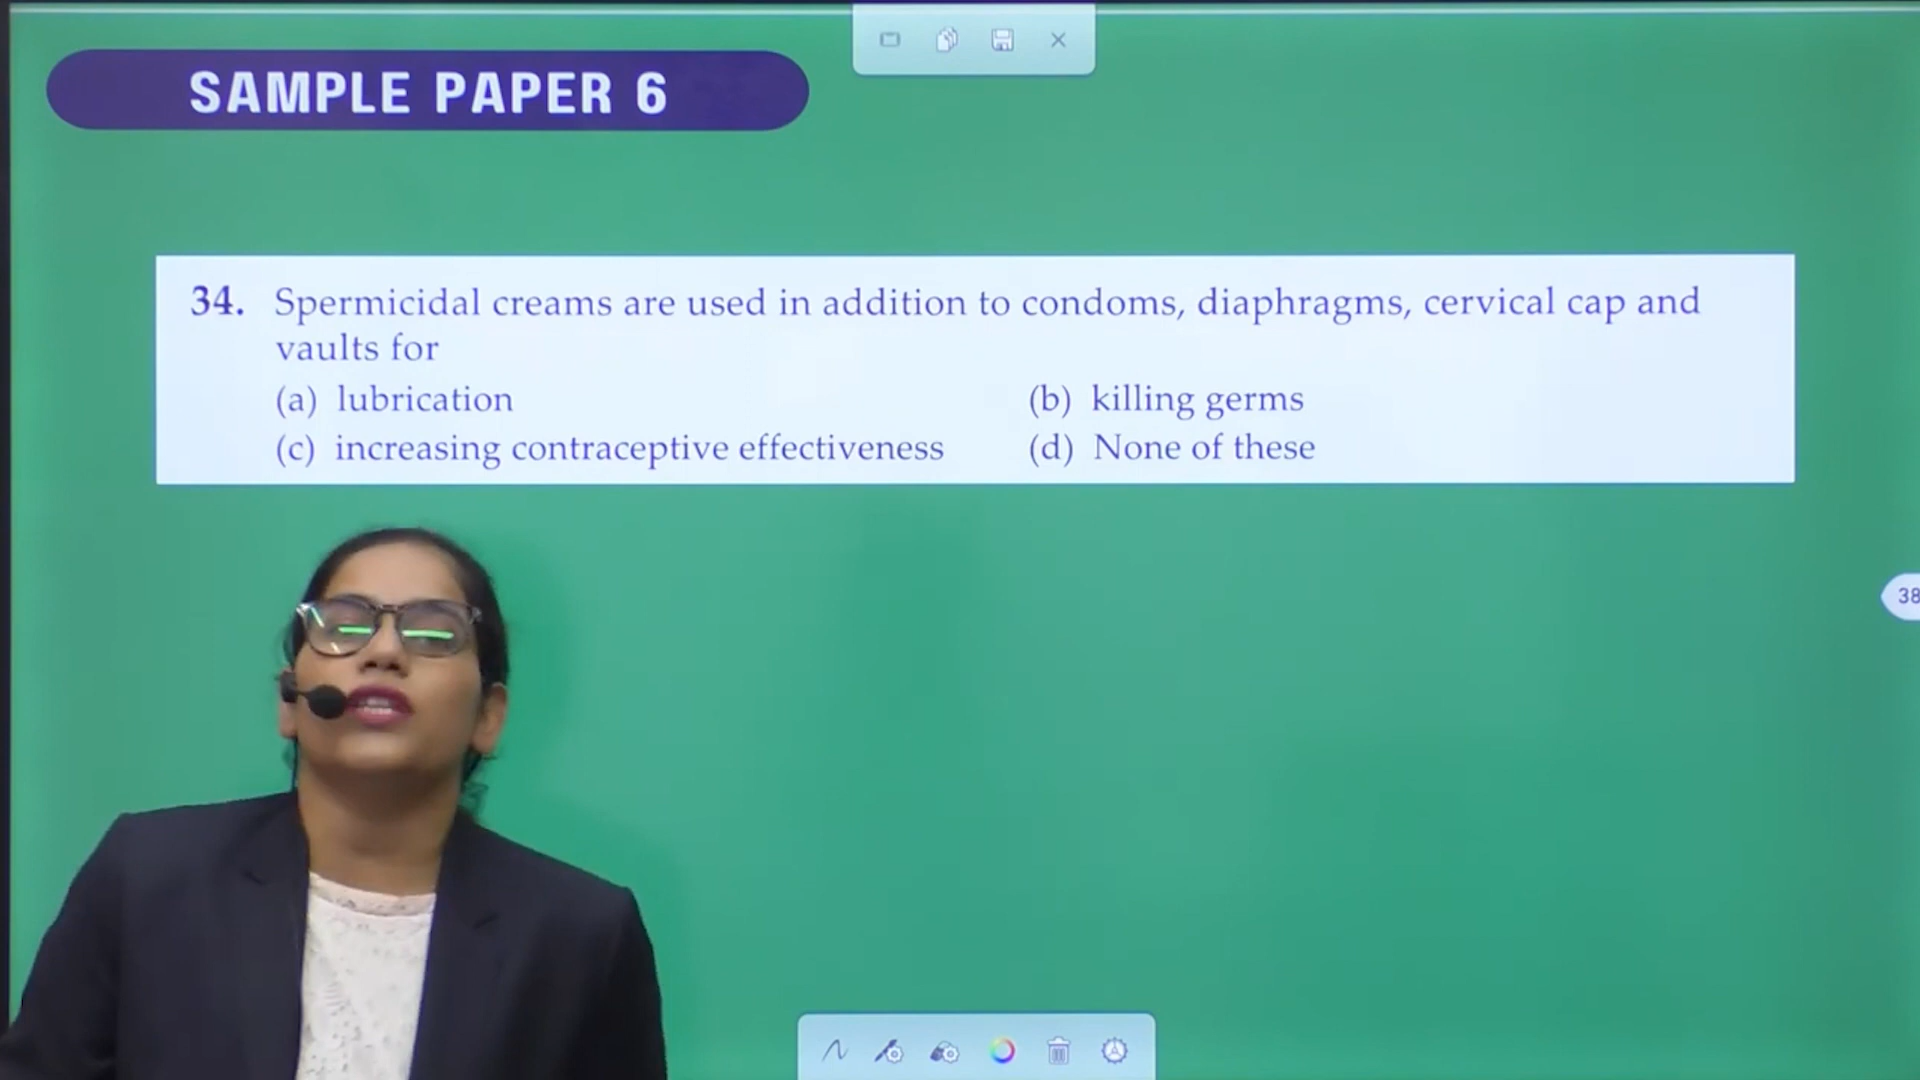 SAMPLE PAPER 6
34. Spermicidal creams are used in addition to condoms, diaphragms, cervical cap and
vaults for
(a) lubrication (b) killing germs
(c) increasing contraceptive effectiveness (d) None of these
38